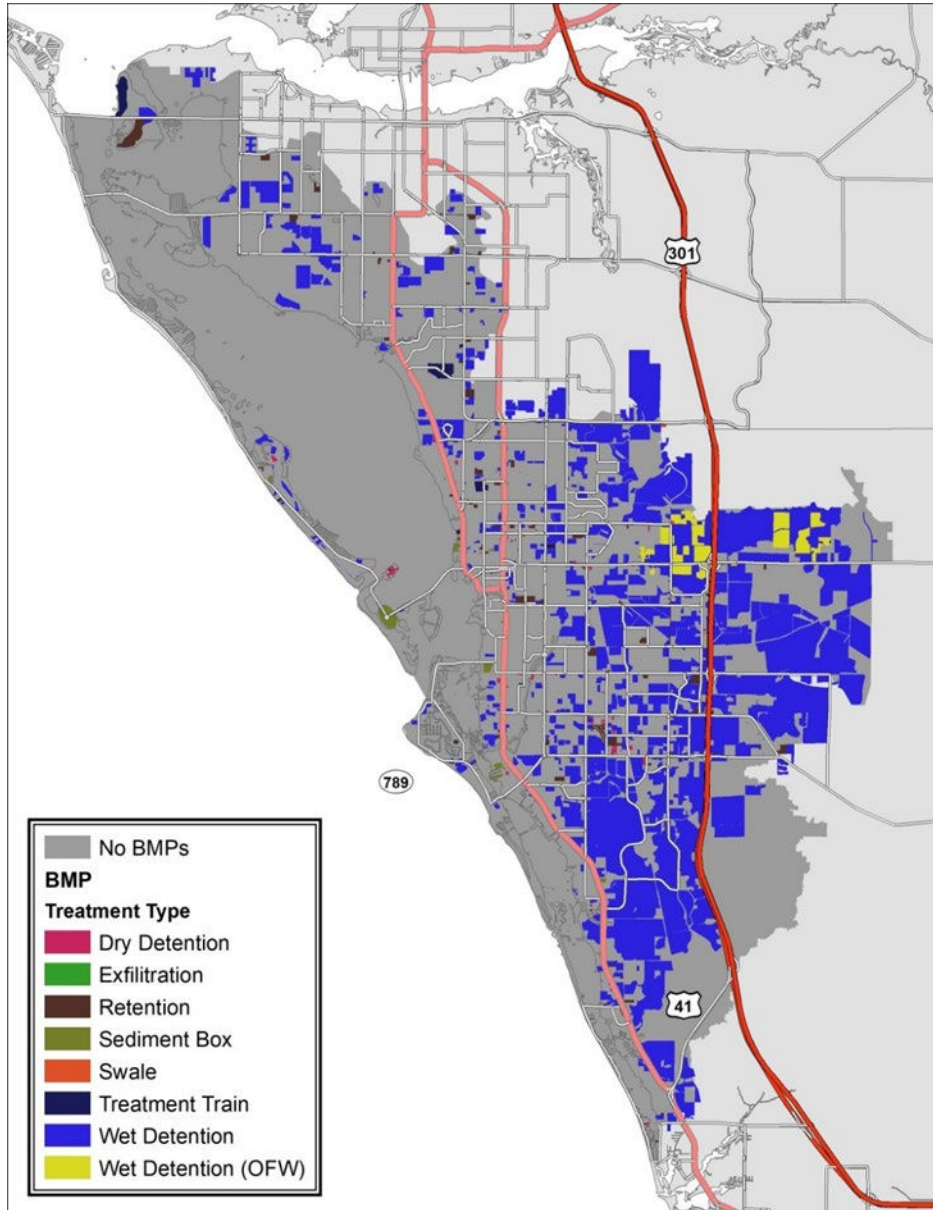 301
789
41
No BMPs
BMP
Treatment Type
Dry Detention
Exfilitration
Retention
Sediment Box
Swale
Treatment Train
Wet Detention
Wet Detention (OFW)